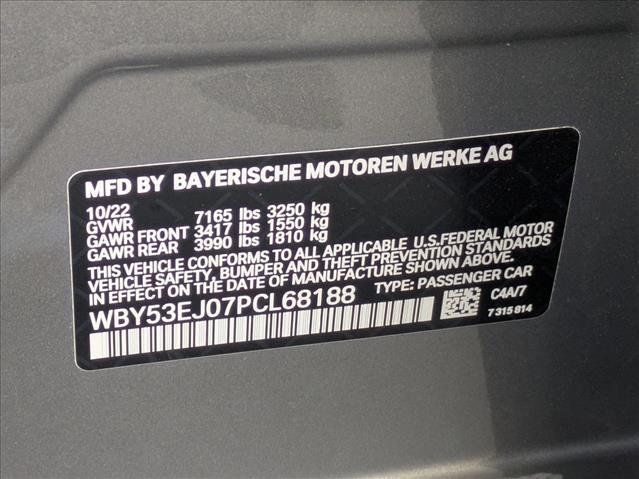 MFD BY BAYERISCHE MOTOREN WERKE AG
10/22 7165 lbs 3250 kg
GVWR
GAWR FRONT 3417 lbs 1550 kg
GAWR REAR 3990 lbs 1810 kg
THIS VEHICLE CONFORMS TO ALL APPLICABLE U.S.FEDERAL MOTOR
VEHICLE SAFETY, BUMPER AND THEFT PREVENTION STANDARDS
IN EFFECT ON THE DATE OF MANUFACTURE SHOWN ABOVE.
WBY53EJ07PCL68188 TYPE: PASSENGER CAR
C4A/7
7 315 814